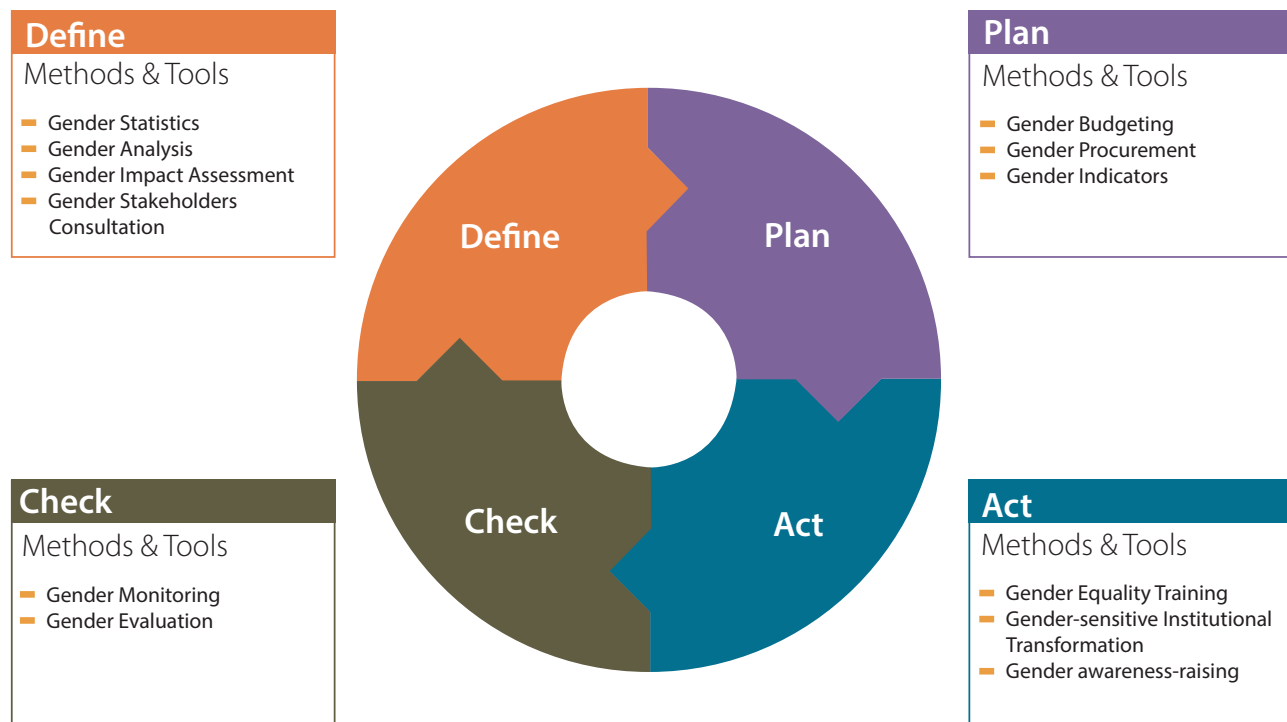 Define
Methods & Tools
Gender Statistics
Gender Analysis
Gender Impact Assessment
Gender Stakeholders
Consultation
Plan
Methods & Tools
Gender Budgeting
Gender Procurement
Gender Indicators
Define
Plan
Check
Act
Check
Methods & Tools
Gender Monitoring
Gender Evaluation
Act
Methods & Tools
Gender Equality Training
Gender-sensitive Institutional
Transformation
Gender awareness-raising